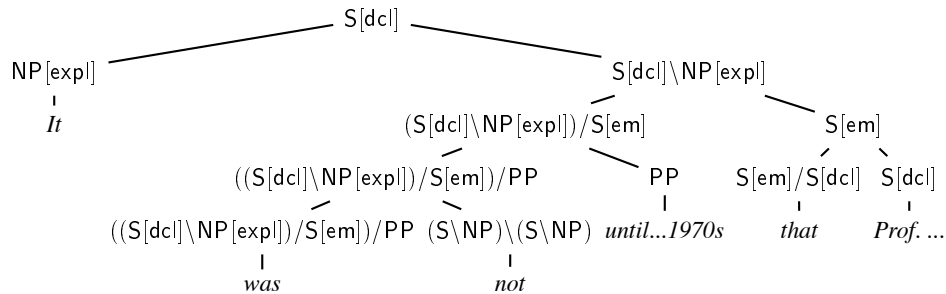 S[dcl]
NP[expl] S[dcl]\NP[expl]
It (S[dcl]\NP[expl])/S[em] S[em]
((S[dcl]\NP[expl])/S[em])/PP PP S[em]/S[dcl] S[dcl]
((S[dcl]\NP[expl])/S[em])/PP (S\NP)\(S\NP) until...1970s that Prof. ...
was not